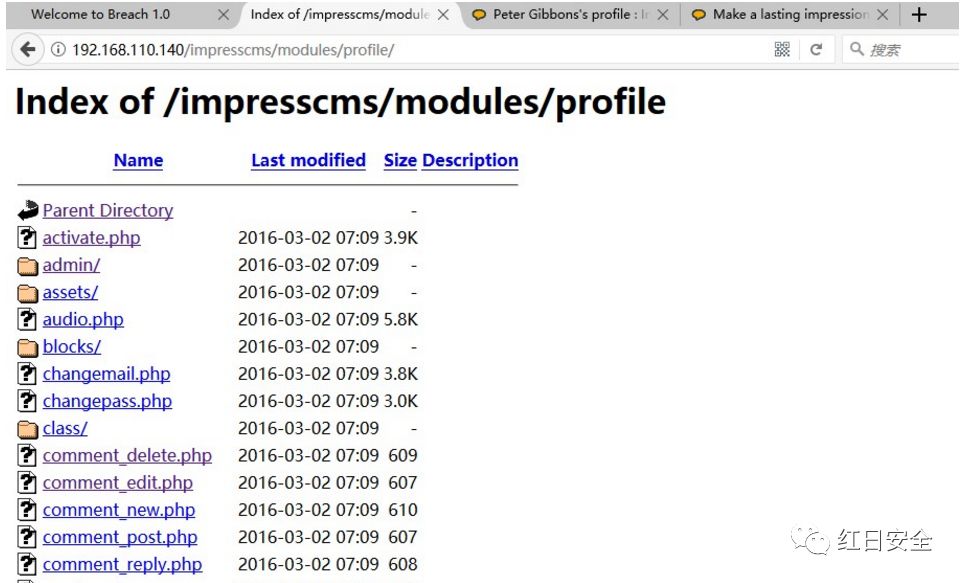 Welcome to Breach 1.0
Index of /impresscms/module
Peter Gibbons's profile : In
Make a lasting impression
192.168.110.140/impresscms/modules/profile/
搜索
Index of /impresscms/modules/profile
Name Last modified Size Description
Parent Directory -
activate.php 2016-03-02 07:09 3.9K
admin/ 2016-03-02 07:09 -
assets/ 2016-03-02 07:09 -
audio.php 2016-03-02 07:09 5.8K
blocks/ 2016-03-02 07:09 -
changemail.php 2016-03-02 07:09 3.8K
changepass.php 2016-03-02 07:09 3.0K
class/ 2016-03-02 07:09 -
comment_delete.php 2016-03-02 07:09 609
comment_edit.php 2016-03-02 07:09 607
comment_new.php 2016-03-02 07:09 610
comment_post.php 2016-03-02 07:09 607
comment_reply.php 2016-03-02 07:09 608
红日安全